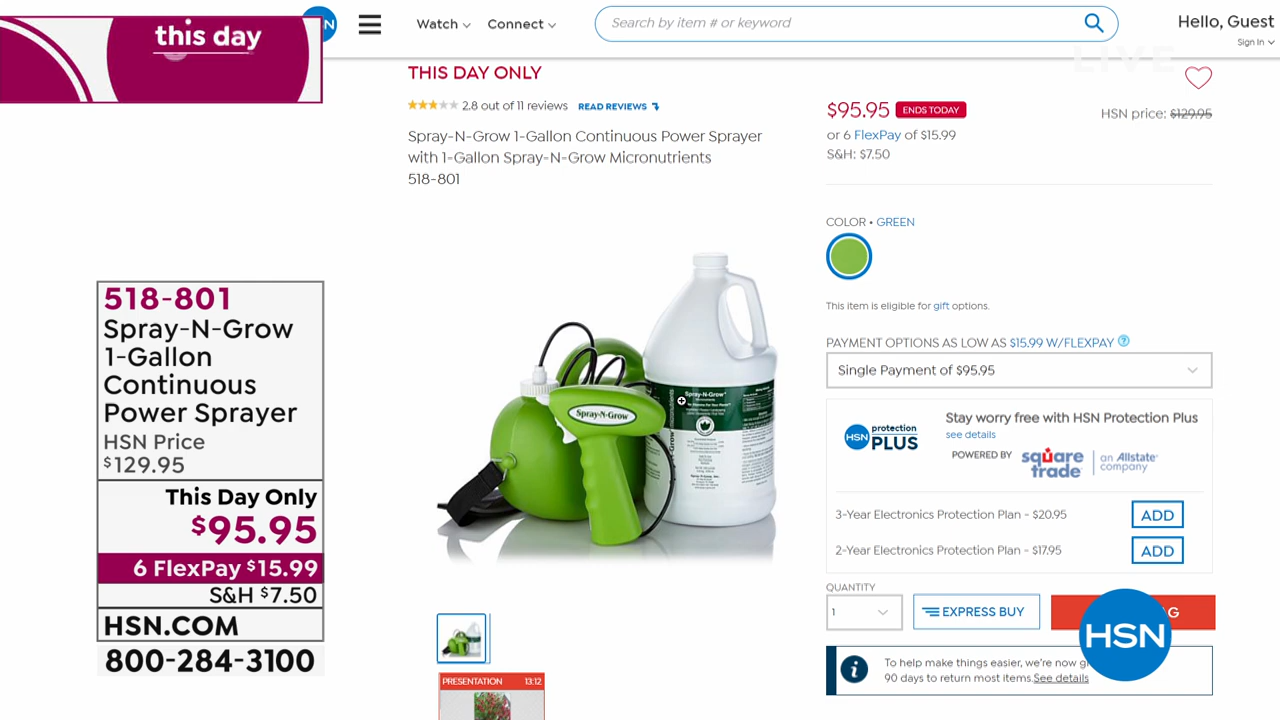 this day
HSN
Watch
Connect
Search by item # or keyword
Hello, Guest
Sign In
LIVE
THIS DAY ONLY
2.8 out of 11 reviews
READ REVIEWS
Spray-N-Grow 1-Gallon Continuous Power Sprayer
with 1-Gallon Spray-N-Grow Micronutrients
518-801
$95.95
ENDS TODAY
HSN price: $129.95
or 6 FlexPay of $15.99
S&H: $7.50
COLOR • GREEN
This item is eligible for gift options.
PAYMENT OPTIONS AS LOW AS $15.99 W/FLEXPAY
Single Payment of $95.95
HSN protection PLUS
Stay worry free with HSN Protection Plus
see details
POWERED BY square trade | an Allstate company
3-Year Electronics Protection Plan - $20.95
ADD
2-Year Electronics Protection Plan - $17.95
ADD
QUANTITY
1
EXPRESS BUY
AG
HSN
To help make things easier, we're now
90 days to return most items. See details
518-801
Spray-N-Grow
1-Gallon
Continuous
Power Sprayer
HSN Price
$129.95
This Day Only
$95.95
6 FlexPay $15.99
S&H $7.50
HSN.COM
800-284-3100
Spray-N-Grow
Spray-N-Grow
PRESENTATION 13:12